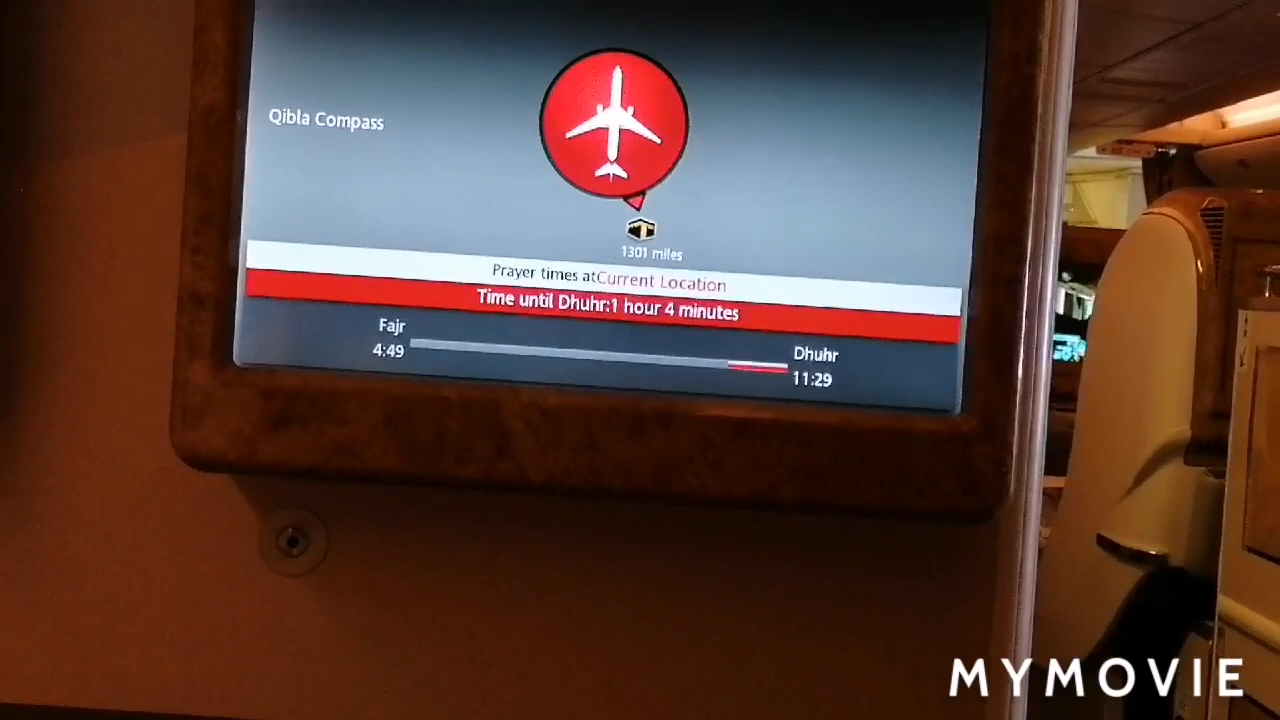 Qibla Compass
1301 miles
Prayer times atCurrent Location
Time until Dhuhr:1 hour 4 minutes
Fajr
4:49
Dhuhr
11:29
MYMOVIE